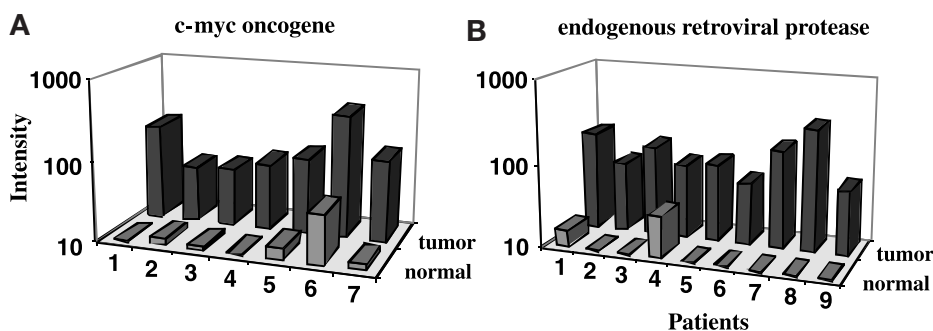 A
c-myc oncogene
Intensity
1000
100
10
1 2 3 4 5 6 7
tumor
normal
B
endogenous retroviral protease
1000
100
10
1 2 3 4 5 6 7 8 9
tumor
normal
Patients